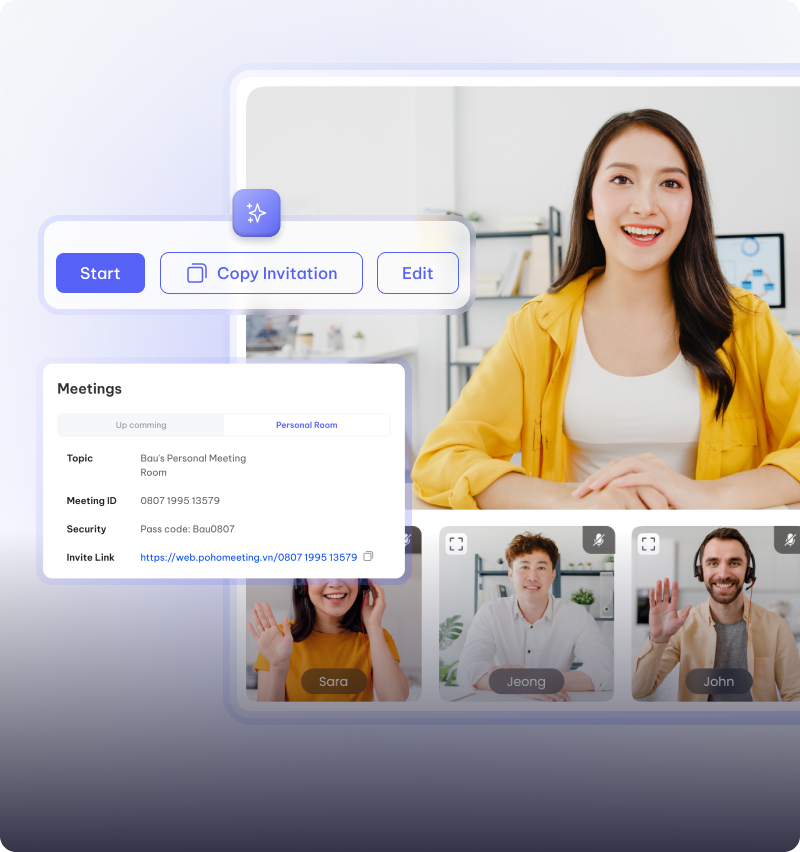 Start
Copy Invitation
Edit
Meetings
Up comming
Personal Room
Topic
Bau's Personal Meeting
Room
Meeting ID
0807 1995 13579
Security
Pass code: Bau0807
Invite Link
https://web.pohomeeting.vn/0807 1995 13579
Sara
Jeong
John